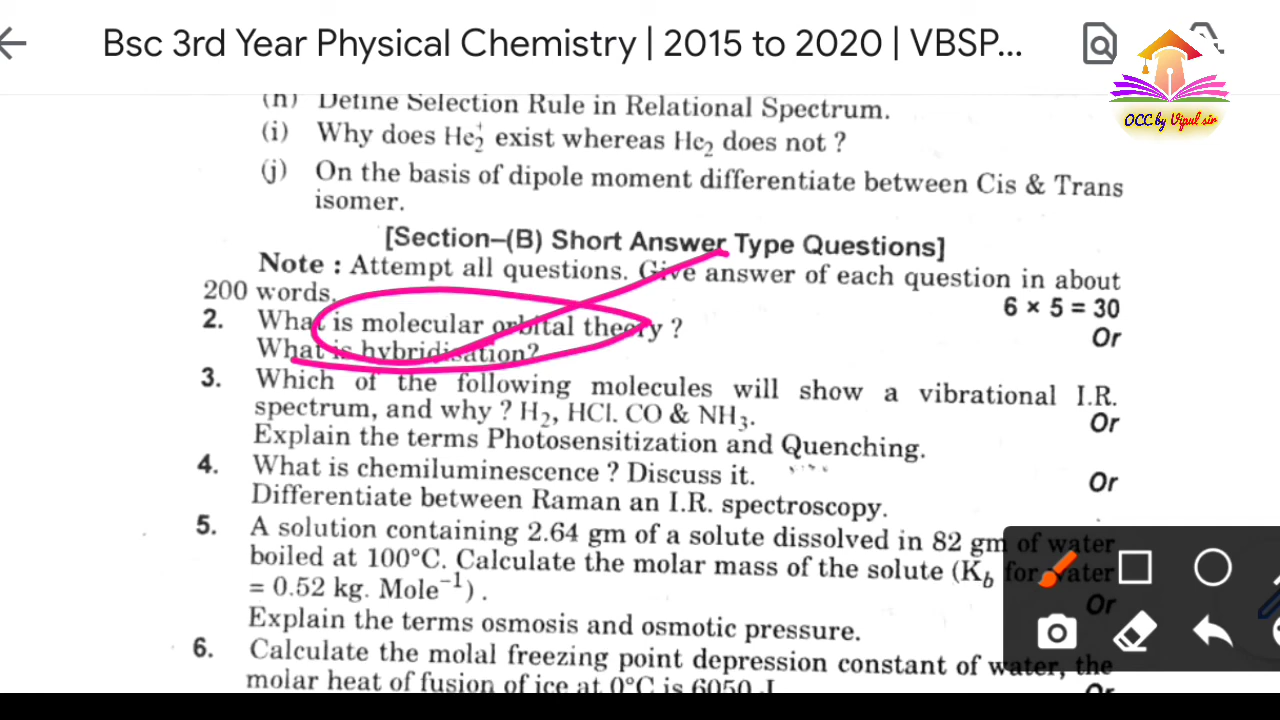 Bsc 3rd Year Physical Chemistry | 2015 to 2020 | VBSP...
OCC by Vipul sir
(h) Define Selection Rule in Relational Spectrum.
(i) Why does He₂⁺ exist whereas He₂ does not ?
(j) On the basis of dipole moment differentiate between Cis & Trans
isomer.
[Section–(B) Short Answer Type Questions]
Note : Attempt all questions. Give answer of each question in about
200 words. 6 × 5 = 30
2. What is molecular orbital theory ? Or
What is hybridisation?
3. Which of the following molecules will show a vibrational I.R.
spectrum, and why ? H₂, HCl. CO & NH₃. Or
Explain the terms Photosensitization and Quenching.
4. What is chemiluminescence ? Discuss it. Or
Differentiate between Raman an I.R. spectroscopy.
5. A solution containing 2.64 gm of a solute dissolved in 82 gm of water
boiled at 100°C. Calculate the molar mass of the solute (K_b for water
= 0.52 kg. Mole⁻¹) . Or
Explain the terms osmosis and osmotic pressure.
6. Calculate the molal freezing point depression constant of water, the
molar heat of fusion of ice at 0°C is 6050 J Or